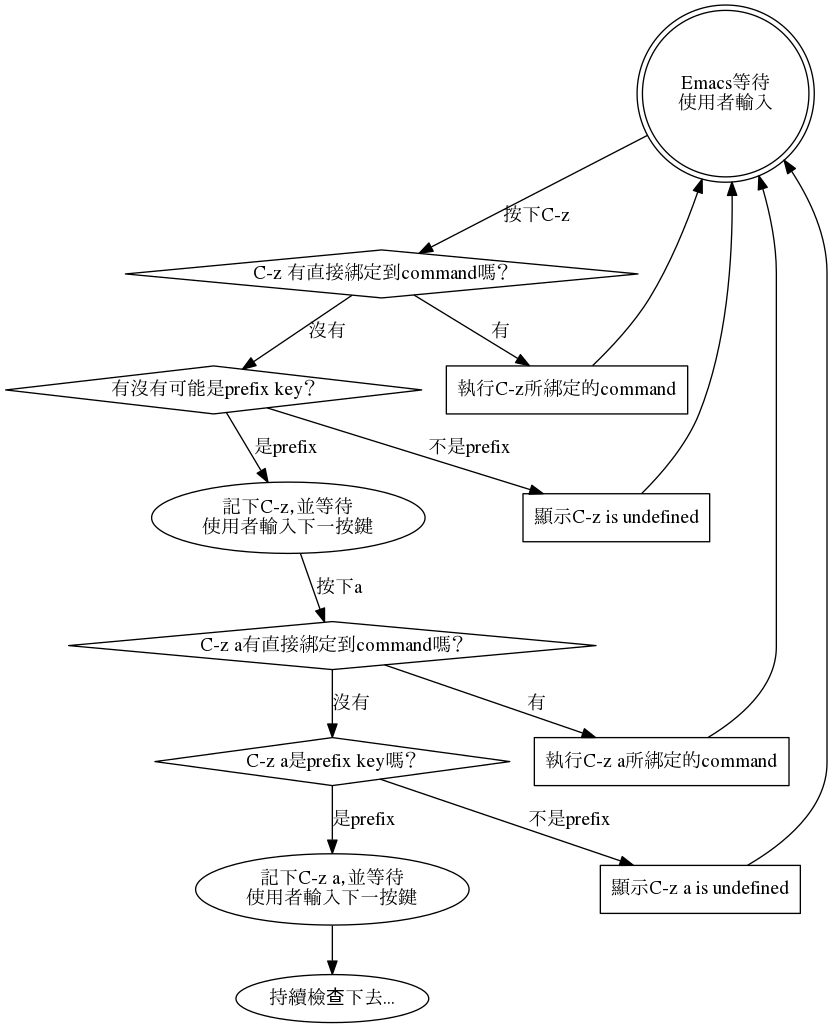 Emacs等待
使用者輸入
按下C-z
C-z 有直接綁定到command嗎？
沒有
有
有沒有可能是prefix key？
執行C-z所綁定的command
是prefix
不是prefix
記下C-z,並等待
使用者輸入下一按鍵
顯示C-z is undefined
按下a
C-z a有直接綁定到command嗎？
沒有
有
C-z a是prefix key嗎？
執行C-z a所綁定的command
是prefix
不是prefix
記下C-z a,並等待
使用者輸入下一按鍵
顯示C-z a is undefined
持續檢查下去...